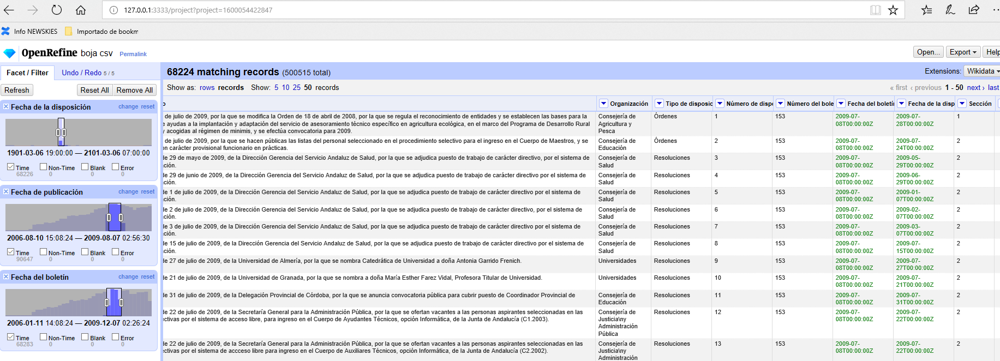 127.0.0.1:3333/project?project=1600054422847
Info NEWSKIES
Importado de bookm
OpenRefine boja csv Permalink
Open...
Export
Help
Facet / Filter
Undo / Redo 5 / 5
68224 matching records (500515 total)
Extensions:
Wikidata
Refresh
Reset All
Remove All
Show as: rows records Show: 5 10 25 50 records
« first ‹ previous 1 - 50 next › last
Fecha de la disposición
change reset
1901-03-06 19:00:00 — 2101-03-06 07:00:00
Time 68226
Non-Time 0
Blank 0
Error 0
Fecha de publicación
change reset
2006-08-10 15:08:24 — 2009-08-07 02:56:30
Time 90647
Non-Time 0
Blank 0
Error 0
Fecha del boletín
change reset
2006-01-11 14:08:24 — 2009-12-07 02:26:24
Time 68283
Non-Time 0
Blank 0
Error 0
o
Organización
Tipo de disposic
Número de dispo
Número del bole
Fecha del boletín
Fecha de la disp
Sección
de julio de 2009, por la que se modifica la Orden de 18 de abril de 2008, por la que se regula el reconocimiento de entidades y se establecen las bases para la
e ayudas a la implantación y adaptación del servicio de asesoramiento técnico específico en agricultura ecológica, en el marco del Programa de Desarrollo Rural
y acogidas al régimen de minimis, y se efectúa convocatoria para 2009.
Consejería de
Agricultura y
Pesca
Órdenes
1
153
2009-07-
08T00:00:00Z
2009-07-
28T00:00:00Z
1
de julio de 2009, por la que se hacen públicas las listas del personal seleccionado en el procedimiento selectivo para el ingreso en el Cuerpo de Maestros, y se
on carácter provisional funcionario en prácticas.
Consejería de
Educación
Órdenes
2
153
2009-07-
08T00:00:00Z
2009-07-
24T00:00:00Z
2
de 29 de mayo de 2009, de la Dirección Gerencia del Servicio Andaluz de Salud, por la que se adjudica puesto de trabajo de carácter directivo, por el sistema de
ción.
Consejería de
Salud
Resoluciones
3
153
2009-07-
08T00:00:00Z
2009-05-
29T00:00:00Z
2
de 29 de junio de 2009, de la Dirección Gerencia del Servicio Andaluz de Salud, por la que se adjudica puesto de trabajo de carácter directivo por el sistema de
ción.
Consejería de
Salud
Resoluciones
4
153
2009-07-
08T00:00:00Z
2009-06-
29T00:00:00Z
2
de 1 de julio de 2009, de la Dirección Gerencia del Servicio Andaluz de Salud, por la que se adjudica puesto de trabajo de carácter directivo por el sistema de
ción.
Consejería de
Salud
Resoluciones
5
153
2009-07-
08T00:00:00Z
2009-01-
07T00:00:00Z
2
de 2 de julio de 2009, de la Dirección Gerencia del Servicio Andaluz de Salud, por la que se adjudica puesto de trabajo de carácter directivo, por el sistema de
ción.
Consejería de
Salud
Resoluciones
6
153
2009-07-
08T00:00:00Z
2009-02-
07T00:00:00Z
2
de 3 de julio de 2009, de la Dirección Gerencia del Servicio Andaluz de Salud, por la que se adjudica puesto de trabajo de carácter directivo, por el sistema de
ción.
Consejería de
Salud
Resoluciones
7
153
2009-07-
08T00:00:00Z
2009-03-
07T00:00:00Z
2
de 15 de julio de 2009, de la Dirección Gerencia del Servicio Andaluz de Salud, por la que se adjudica puesto de trabajo de carácter directivo por el sistema de
ción.
Consejería de
Salud
Resoluciones
8
153
2009-07-
08T00:00:00Z
2009-07-
15T00:00:00Z
2
de 27 de julio de 2009, de la Universidad de Almería, por la que se nombra Catedrática de Universidad a doña Antonia Garrido Frenich.
Universidades
Resoluciones
9
153
2009-07-
08T00:00:00Z
2009-07-
27T00:00:00Z
2
de 21 de julio de 2009, de la Universidad de Granada, por la que se nombra a doña María Esther Farez Vidal, Profesora Titular de Universidad.
Universidades
Resoluciones
10
153
2009-07-
08T00:00:00Z
2009-07-
21T00:00:00Z
2
de 31 de julio de 2009, de la Delegación Provincial de Córdoba, por la que se anuncia convocatoria pública para cubrir puesto de Coordinador Provincial de
Consejería de
Educación
Resoluciones
11
153
2009-07-
08T00:00:00Z
2009-07-
31T00:00:00Z
2
de 22 de julio de 2009, de la Secretaría General para la Administración Pública, por la que se ofertan vacantes a las personas aspirantes seleccionadas en las
ectivas por el sistema de acceso libre, para ingreso en el Cuerpo de Ayudantes Técnicos, opción Informática, de la Junta de Andalucía (C1.2003).
Consejería de
Justicia\ny
Administración
Pública
Resoluciones
12
153
2009-07-
08T00:00:00Z
2009-07-
22T00:00:00Z
2
de 22 de julio de 2009, de la Secretaría General para la Administración Pública, por la que se ofertan vacantes a las personas aspirantes seleccionadas en las
ectivas por el sistema de accceso libre para ingreso en el Cuerpo de Auxiliares Técnicos, opción Informática, de la Junta de Andalucía (C2.2002).
Consejería de
Justicia\ny
Administración
Resoluciones
13
153
2009-07-
08T00:00:00Z
2009-07-
22T00:00:00Z
2